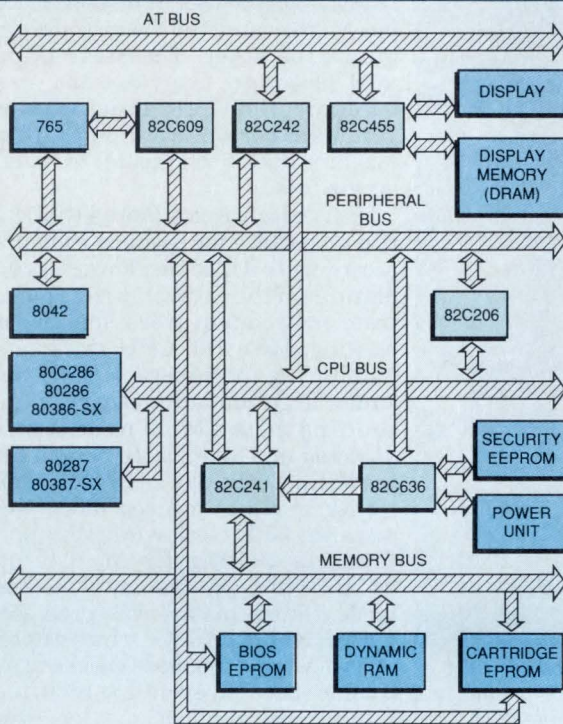 AT BUS
765
82C609
82C242
82C455
DISPLAY
DISPLAY
MEMORY
(DRAM)
PERIPHERAL
BUS
8042
82C206
80C286
80286
80386-SX
CPU BUS
80287
80387-SX
82C241
82C636
SECURITY
EEPROM
POWER
UNIT
MEMORY BUS
BIOS
EPROM
DYNAMIC
RAM
CARTRIDGE
EPROM